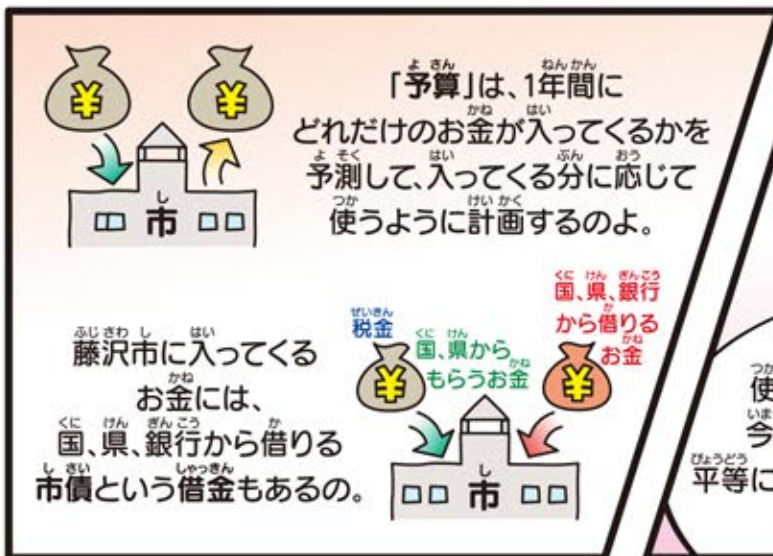 「予算」は、1年間に
どれだけのお金が入ってくるかを
予測して、入ってくる分に応じて
使うように計画するのよ。
¥
¥
市
藤沢市に入ってくる
お金には、
国、県、銀行から借りる
市債という借金もあるの。
税金
国、県から
もらうお金
国、県、銀行
から借りる
お金
¥
¥
市
使
今
平等に